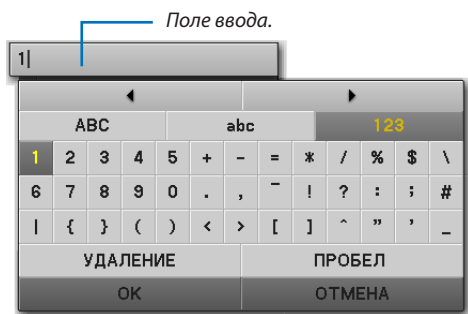 Поле ввода.
1|
◄ ►
ABC abc 123
1 2 3 4 5 + - = * / % $ \
6 7 8 9 0 . , ¯ ! ? : ; #
| { } ( ) < > [ ] ^ " ' _
УДАЛЕНИЕ ПРОБЕЛ
OK ОТМЕНА